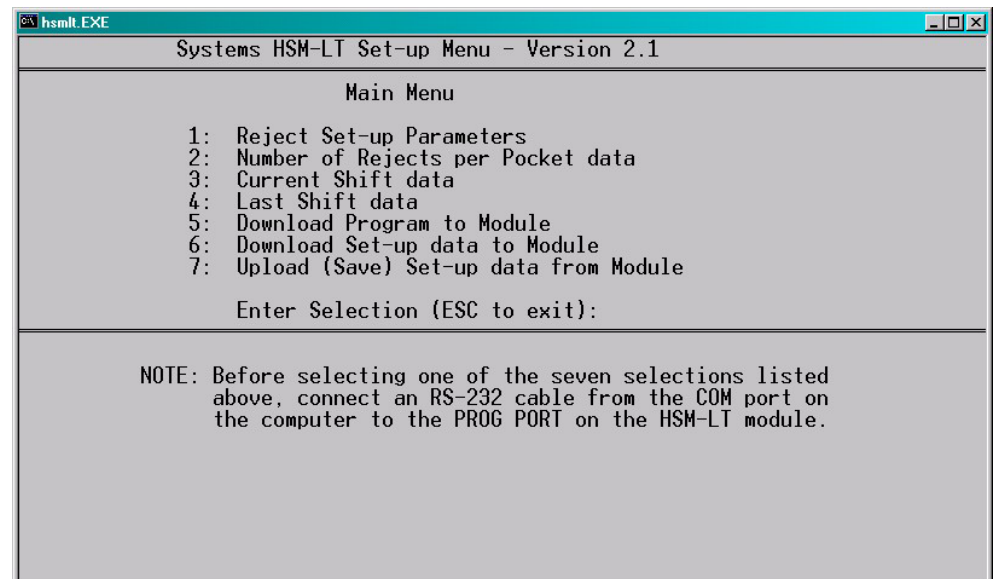 hsmlt.EXE
Systems HSM-LT Set-up Menu - Version 2.1
Main Menu
1: Reject Set-up Parameters
2: Number of Rejects per Pocket data
3: Current Shift data
4: Last Shift data
5: Download Program to Module
6: Download Set-up data to Module
7: Upload (Save) Set-up data from Module
Enter Selection (ESC to exit):
NOTE: Before selecting one of the seven selections listed
above, connect an RS-232 cable from the COM port on
the computer to the PROG PORT on the HSM-LT module.